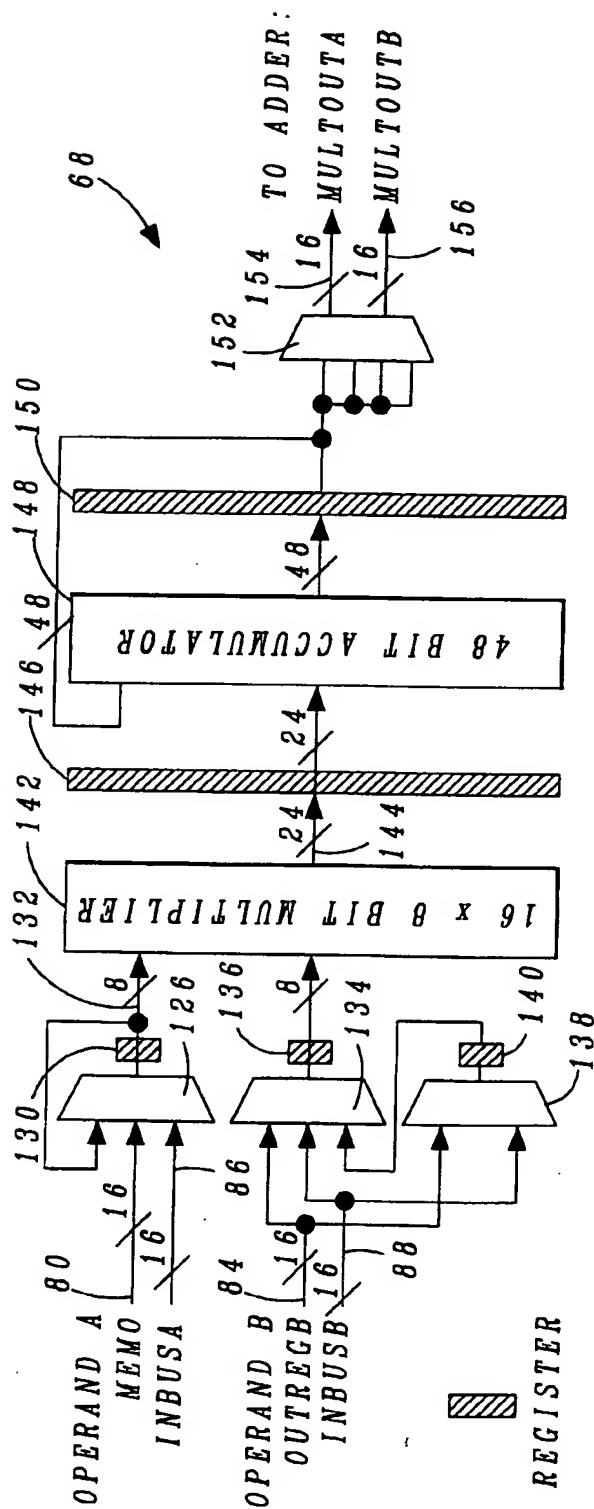 68
TO ADDER:
MULTOUTA
MULTOUTB
154
16
16
156
152
150
148
48
146
142
132
130
48 BIT ACCUMULATOR
48
24
24
144
16 x 8 BIT MULTIPLIER
8
126
136
8
134
140
138
80
16
16
86
84
16
16
88
OPERAND A
MEMO
INBUSA
OPERAND B
OUTREGB
INBUSB
REGISTER